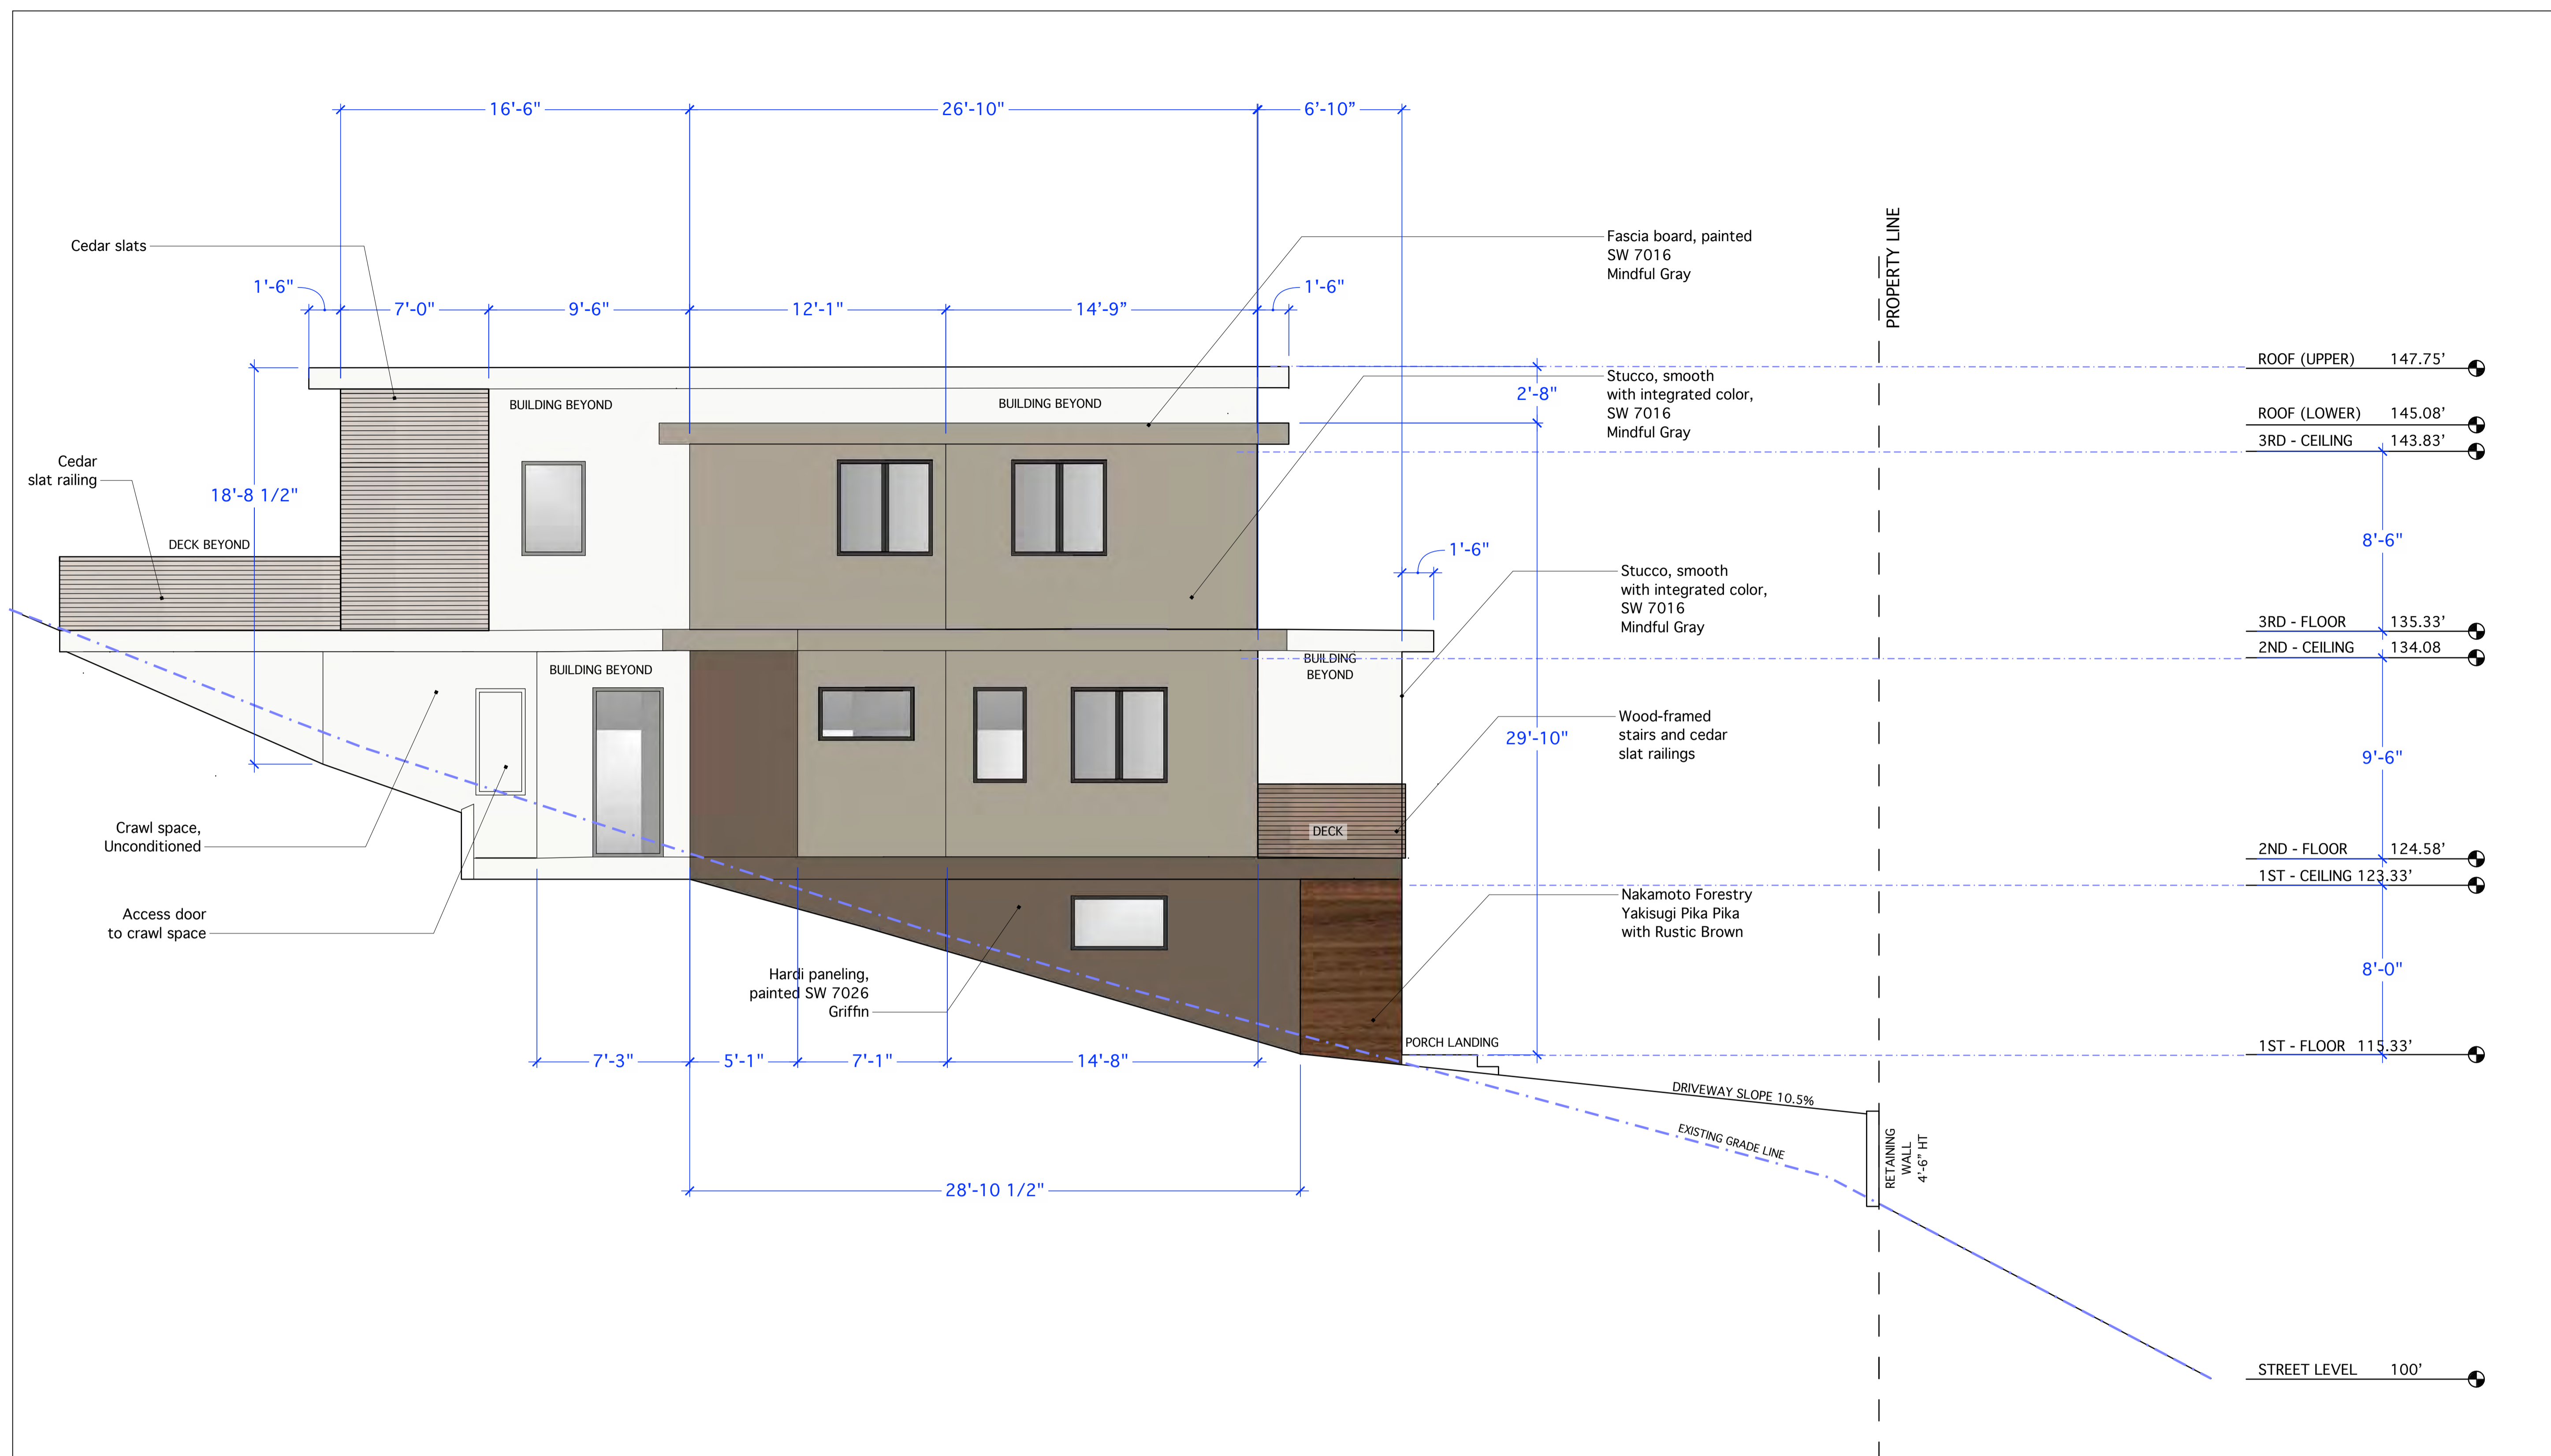 16'-6"
26'-10"
6'-10”
PROPERTY LINE
Cedar slats
Fascia board, painted
SW 7016
Mindful Gray
1'-6"
7'-0"
9'-6"
12'-1"
14'-9”
1'-6"
ROOF (UPPER) 147.75'
BUILDING BEYOND
BUILDING BEYOND
2'-8"
Stucco, smooth
with integrated color,
SW 7016
Mindful Gray
ROOF (LOWER) 145.08'
3RD - CEILING 143.83'
Cedar
slat railing
18'-8 1/2"
DECK BEYOND
8'-6"
1'-6"
Stucco, smooth
with integrated color,
SW 7016
Mindful Gray
3RD - FLOOR 135.33'
2ND - CEILING 134.08
BUILDING BEYOND
BUILDING
BEYOND
Wood-framed
stairs and cedar
slat railings
29'-10"
9'-6"
Crawl space,
Unconditioned
DECK
2ND - FLOOR 124.58'
1ST - CEILING 123.33'
Nakamoto Forestry
Yakisugi Pika Pika
with Rustic Brown
Access door
to crawl space
Hardi paneling,
painted SW 7026
Griffin
8'-0"
PORCH LANDING
1ST - FLOOR 115.33'
7'-3"
5'-1"
7'-1"
14'-8"
DRIVEWAY SLOPE 10.5%
EXISTING GRADE LINE
RETAINING
WALL
4'-6” HT
28'-10 1/2"
STREET LEVEL 100'